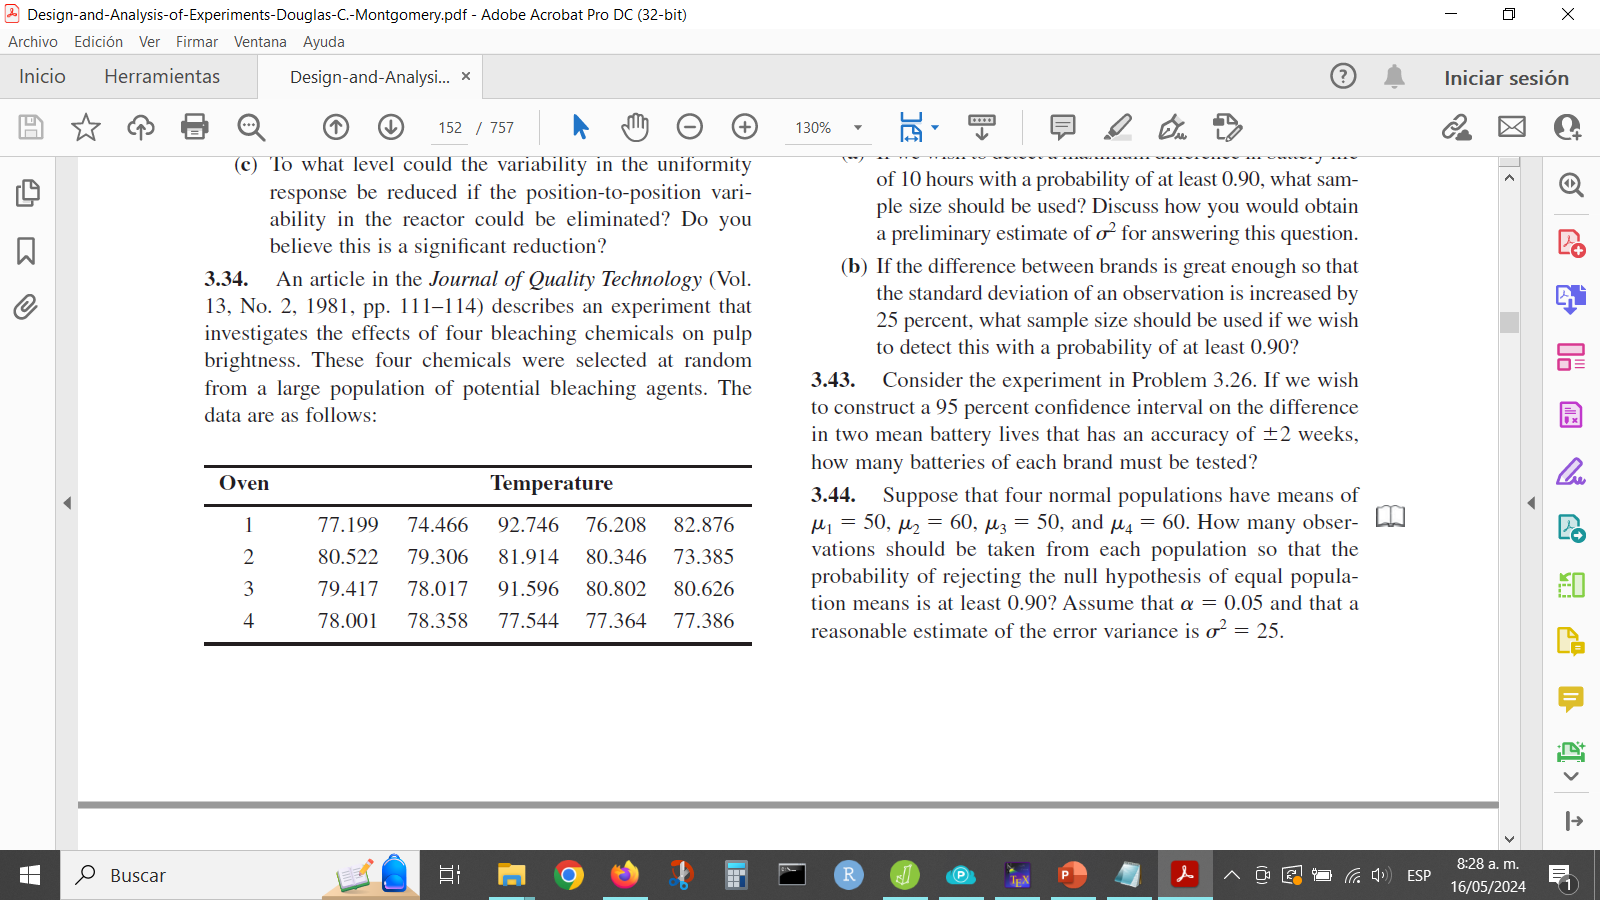 Design-and-Analysis-of-Experiments-Douglas-C.-Montgomery.pdf - Adobe Acrobat Pro DC (32-bit)
Archivo Edición Ver Firmar Ventana Ayuda
Inicio Herramientas Design-and-Analysi... × Iniciar sesión
152 / 757 130%
(c) To what level could the variability in the uniformity
response be reduced if the position-to-position vari-
ability in the reactor could be eliminated? Do you
believe this is a significant reduction?
3.34. An article in the Journal of Quality Technology (Vol.
13, No. 2, 1981, pp. 111–114) describes an experiment that
investigates the effects of four bleaching chemicals on pulp
brightness. These four chemicals were selected at random
from a large population of potential bleaching agents. The
data are as follows:
Oven Temperature
1 77.199 74.466 92.746 76.208 82.876
2 80.522 79.306 81.914 80.346 73.385
3 79.417 78.017 91.596 80.802 80.626
4 78.001 78.358 77.544 77.364 77.386
(a) If we wish to detect a maximum difference in battery life
of 10 hours with a probability of at least 0.90, what sam-
ple size should be used? Discuss how you would obtain
a preliminary estimate of σ² for answering this question.
(b) If the difference between brands is great enough so that
the standard deviation of an observation is increased by
25 percent, what sample size should be used if we wish
to detect this with a probability of at least 0.90?
3.43. Consider the experiment in Problem 3.26. If we wish
to construct a 95 percent confidence interval on the difference
in two mean battery lives that has an accuracy of ±2 weeks,
how many batteries of each brand must be tested?
3.44. Suppose that four normal populations have means of
μ₁ = 50, μ₂ = 60, μ₃ = 50, and μ₄ = 60. How many obser-
vations should be taken from each population so that the
probability of rejecting the null hypothesis of equal popula-
tion means is at least 0.90? Assume that α = 0.05 and that a
reasonable estimate of the error variance is σ² = 25.
Buscar
ESP
8:28 a. m.
16/05/2024
1